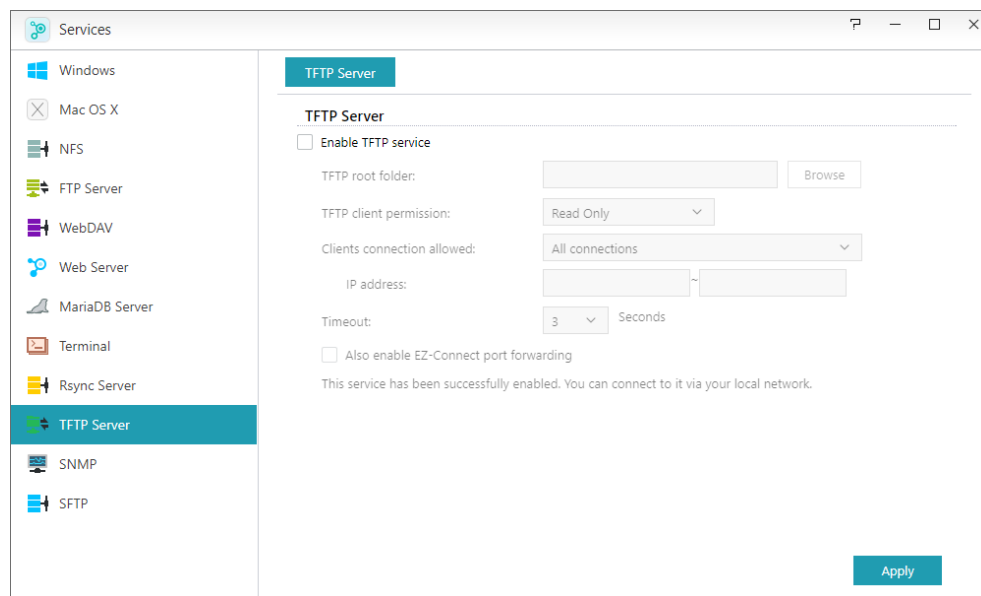 Services
Windows
Mac OS X
NFS
FTP Server
WebDAV
Web Server
MariaDB Server
Terminal
Rsync Server
TFTP Server
SNMP
SFTP
TFTP Server
TFTP Server
Enable TFTP service
TFTP root folder: Browse
TFTP client permission: Read Only
Clients connection allowed: All connections
IP address: ~
Timeout: 3 Seconds
Also enable EZ-Connect port forwarding
This service has been successfully enabled. You can connect to it via your local network.
Apply